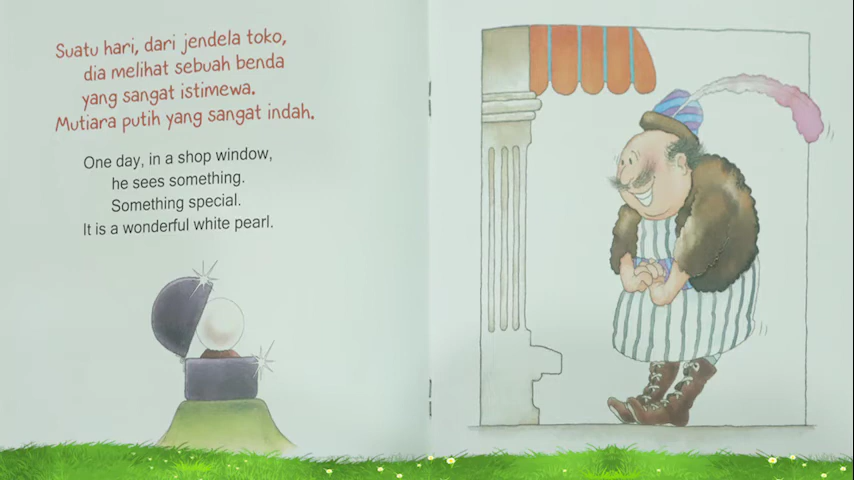 Suatu hari, dari jendela toko,
dia melihat sebuah benda
yang sangat istimewa.
Mutiara putih yang sangat indah.
One day, in a shop window,
he sees something.
Something special.
It is a wonderful white pearl.